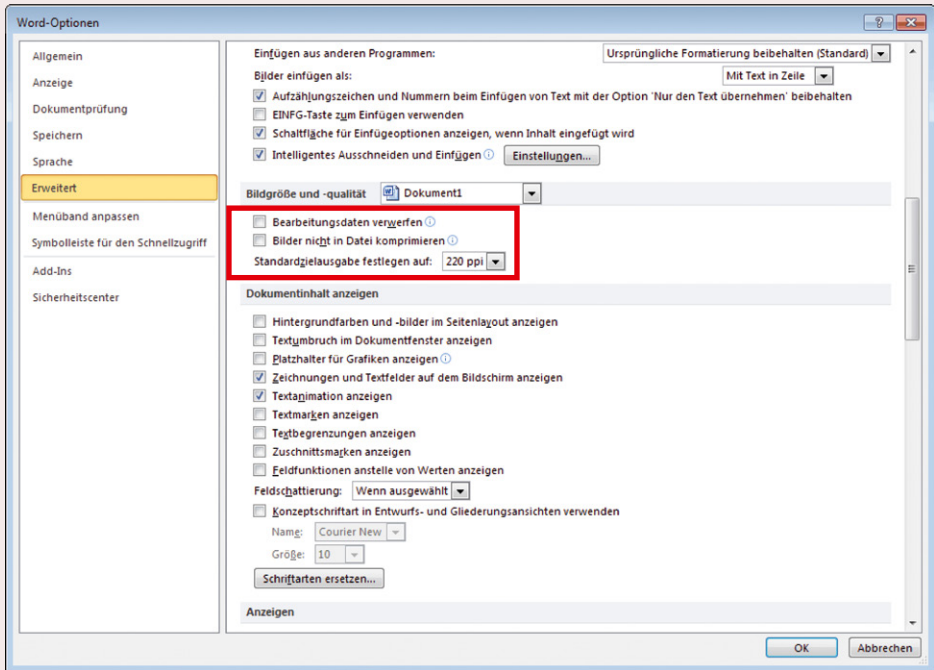 Word-Optionen
Allgemein
Anzeige
Dokumentprüfung
Speichern
Sprache
Erweitert
Menüband anpassen
Symbolleiste für den Schnellzugriff
Add-Ins
Sicherheitscenter
Einfügen aus anderen Programmen: Ursprüngliche Formatierung beibehalten (Standard)
Bilder einfügen als: Mit Text in Zeile
Aufzählungszeichen und Nummern beim Einfügen von Text mit der Option 'Nur den Text übernehmen' beibehalten
EINFG-Taste zum Einfügen verwenden
Schaltfläche für Einfügeoptionen anzeigen, wenn Inhalt eingefügt wird
Intelligentes Ausschneiden und Einfügen Einstellungen...
Bildgröße und -qualität Dokument1
Bearbeitungsdaten verwerfen
Bilder nicht in Datei komprimieren
Standardzielausgabe festlegen auf: 220 ppi
Dokumentinhalt anzeigen
Hintergrundfarben und -bilder im Seitenlayout anzeigen
Textumbruch im Dokumentfenster anzeigen
Platzhalter für Grafiken anzeigen
Zeichnungen und Textfelder auf dem Bildschirm anzeigen
Textanimation anzeigen
Textmarken anzeigen
Textbegrenzungen anzeigen
Zuschnittsmarken anzeigen
Feldfunktionen anstelle von Werten anzeigen
Feldschattierung: Wenn ausgewählt
Konzeptschriftart in Entwurfs- und Gliederungsansichten verwenden
Name: Courier New
Größe: 10
Schriftarten ersetzen...
Anzeigen
OK Abbrechen